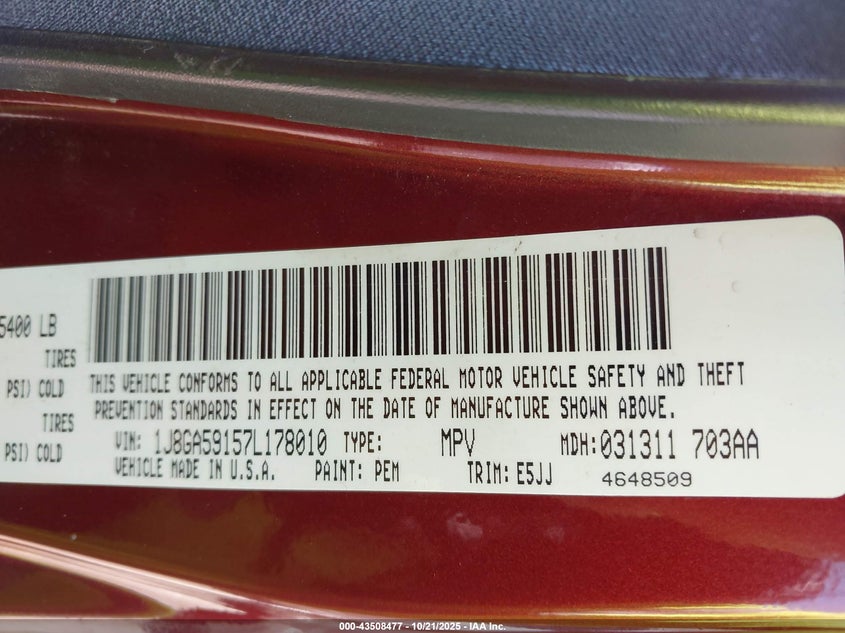 5400 LB
TIRES
PSI) COLD
TIRES
PSI) COLD
THIS VEHICLE CONFORMS TO ALL APPLICABLE FEDERAL MOTOR VEHICLE SAFETY AND THEFT
PREVENTION STANDARDS IN EFFECT ON THE DATE OF MANUFACTURE SHOWN ABOVE.
VIN: 1J8GA59157L178010 TYPE: MPV MDH: 031311 703AA
VEHICLE MADE IN U.S.A. PAINT: PEM TRIM: E5JJ 4648509
000-43508477 - 10/21/2025 - IAA Inc.